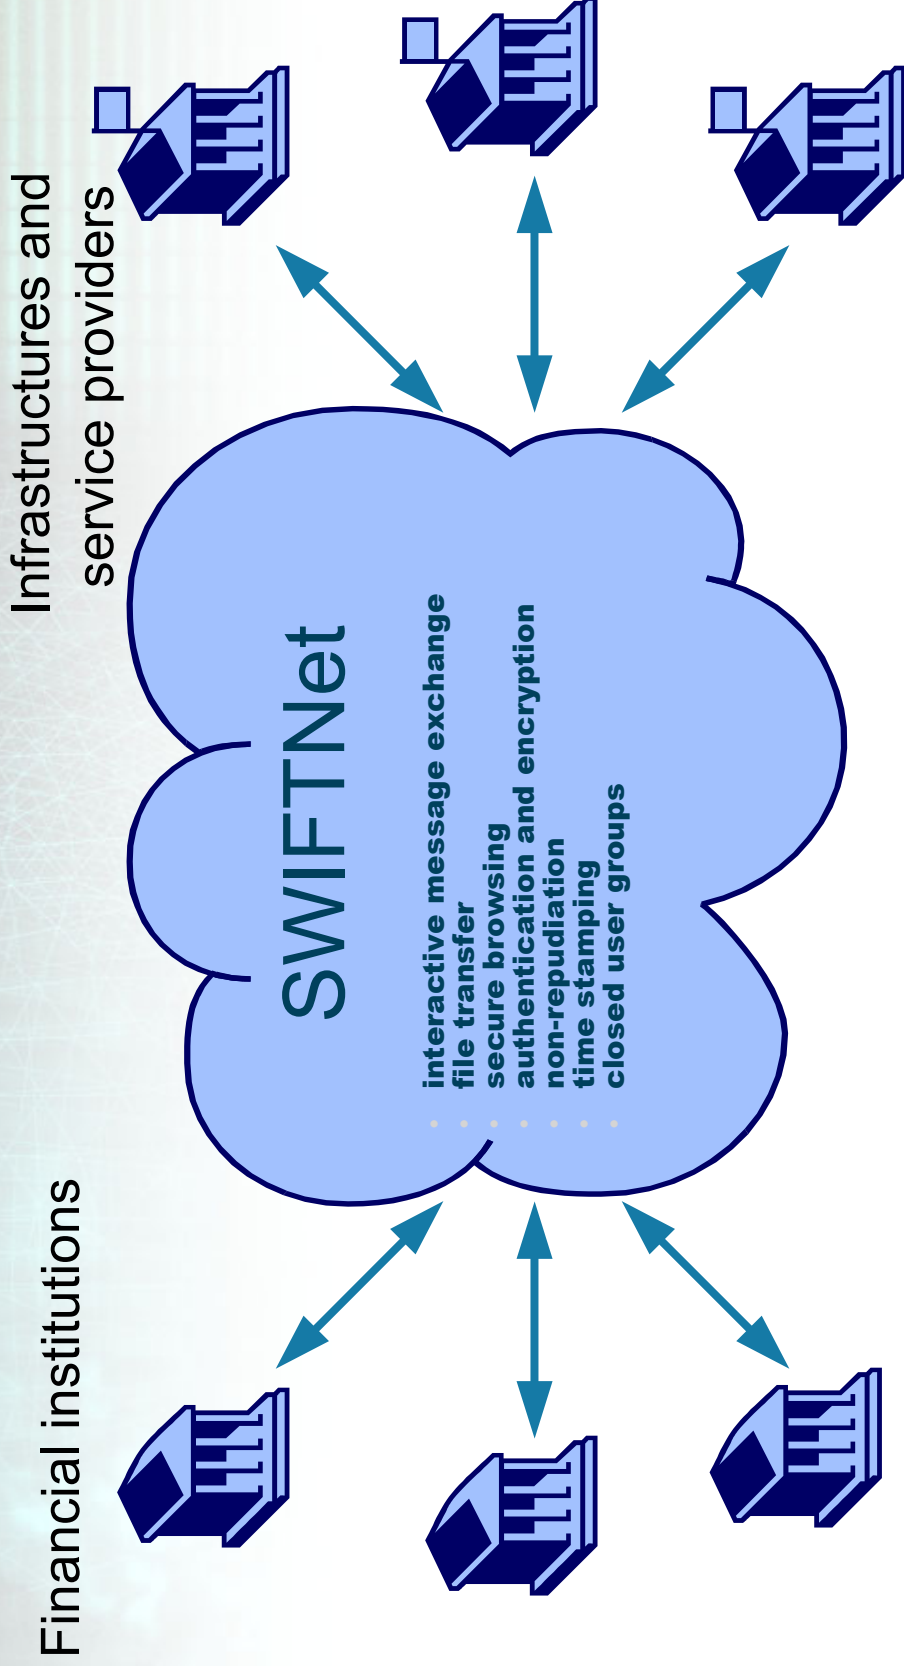 Financial institutions
Infrastructures and
service providers
SWIFTNet
interactive message exchange
file transfer
secure browsing
authentication and encryption
non-repudiation
time stamping
closed user groups